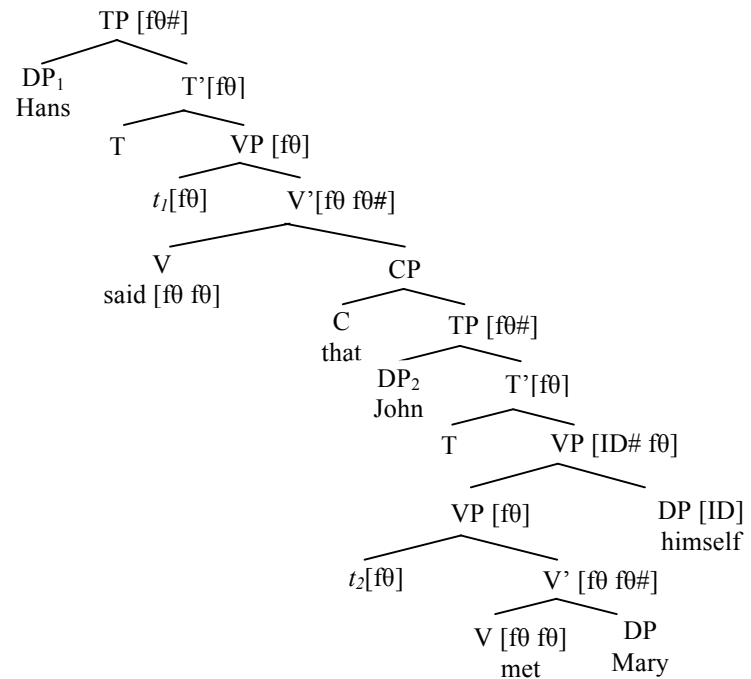 TP [fθ#]
DP₁ T’[fθ]
Hans
T VP [fθ]
t₁[fθ] V’[fθ fθ#]
V CP
said [fθ fθ]
C TP [fθ#]
that
DP₂ T’[fθ]
John
T VP [ID# fθ]
VP [fθ] DP [ID]
himself
t₂[fθ] V’ [fθ fθ#]
V [fθ fθ] DP
met Mary